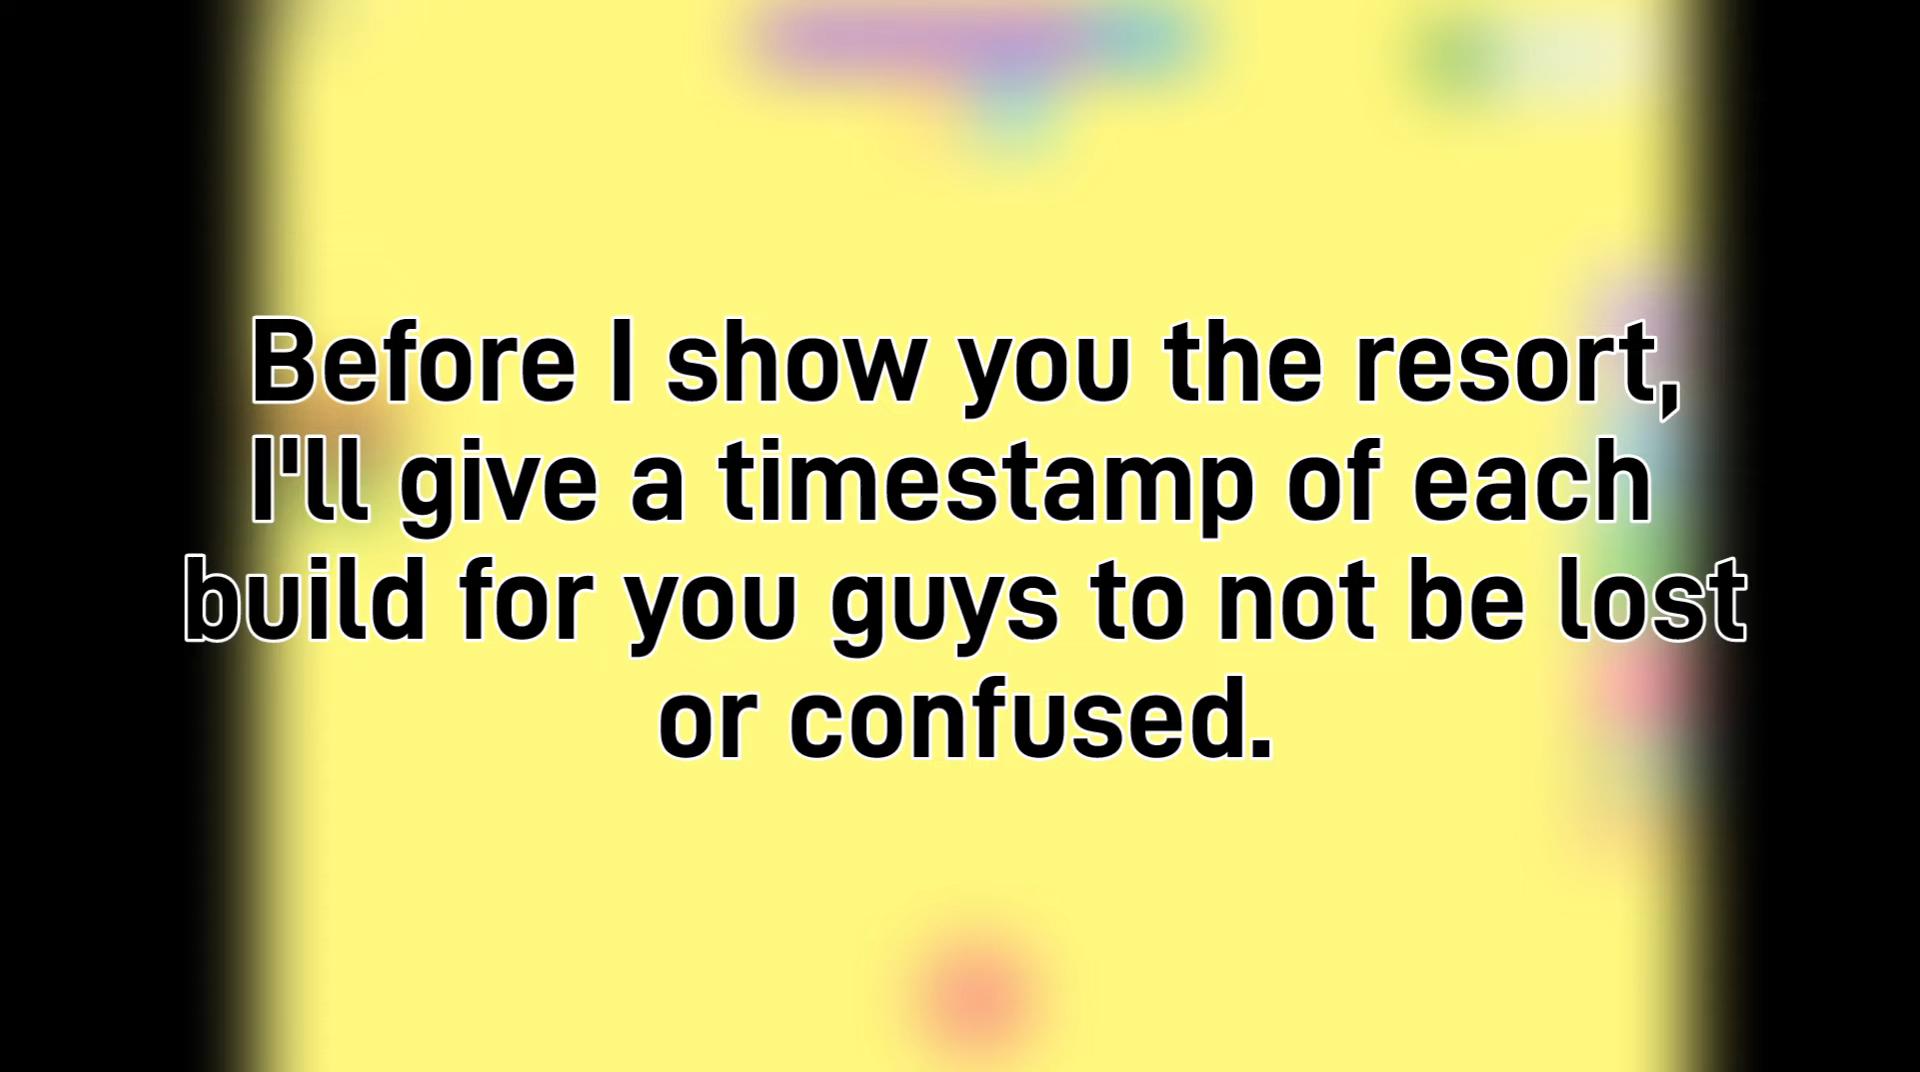 Before I show you the resort,
I'll give a timestamp of each
build for you guys to not be lost
or confused.